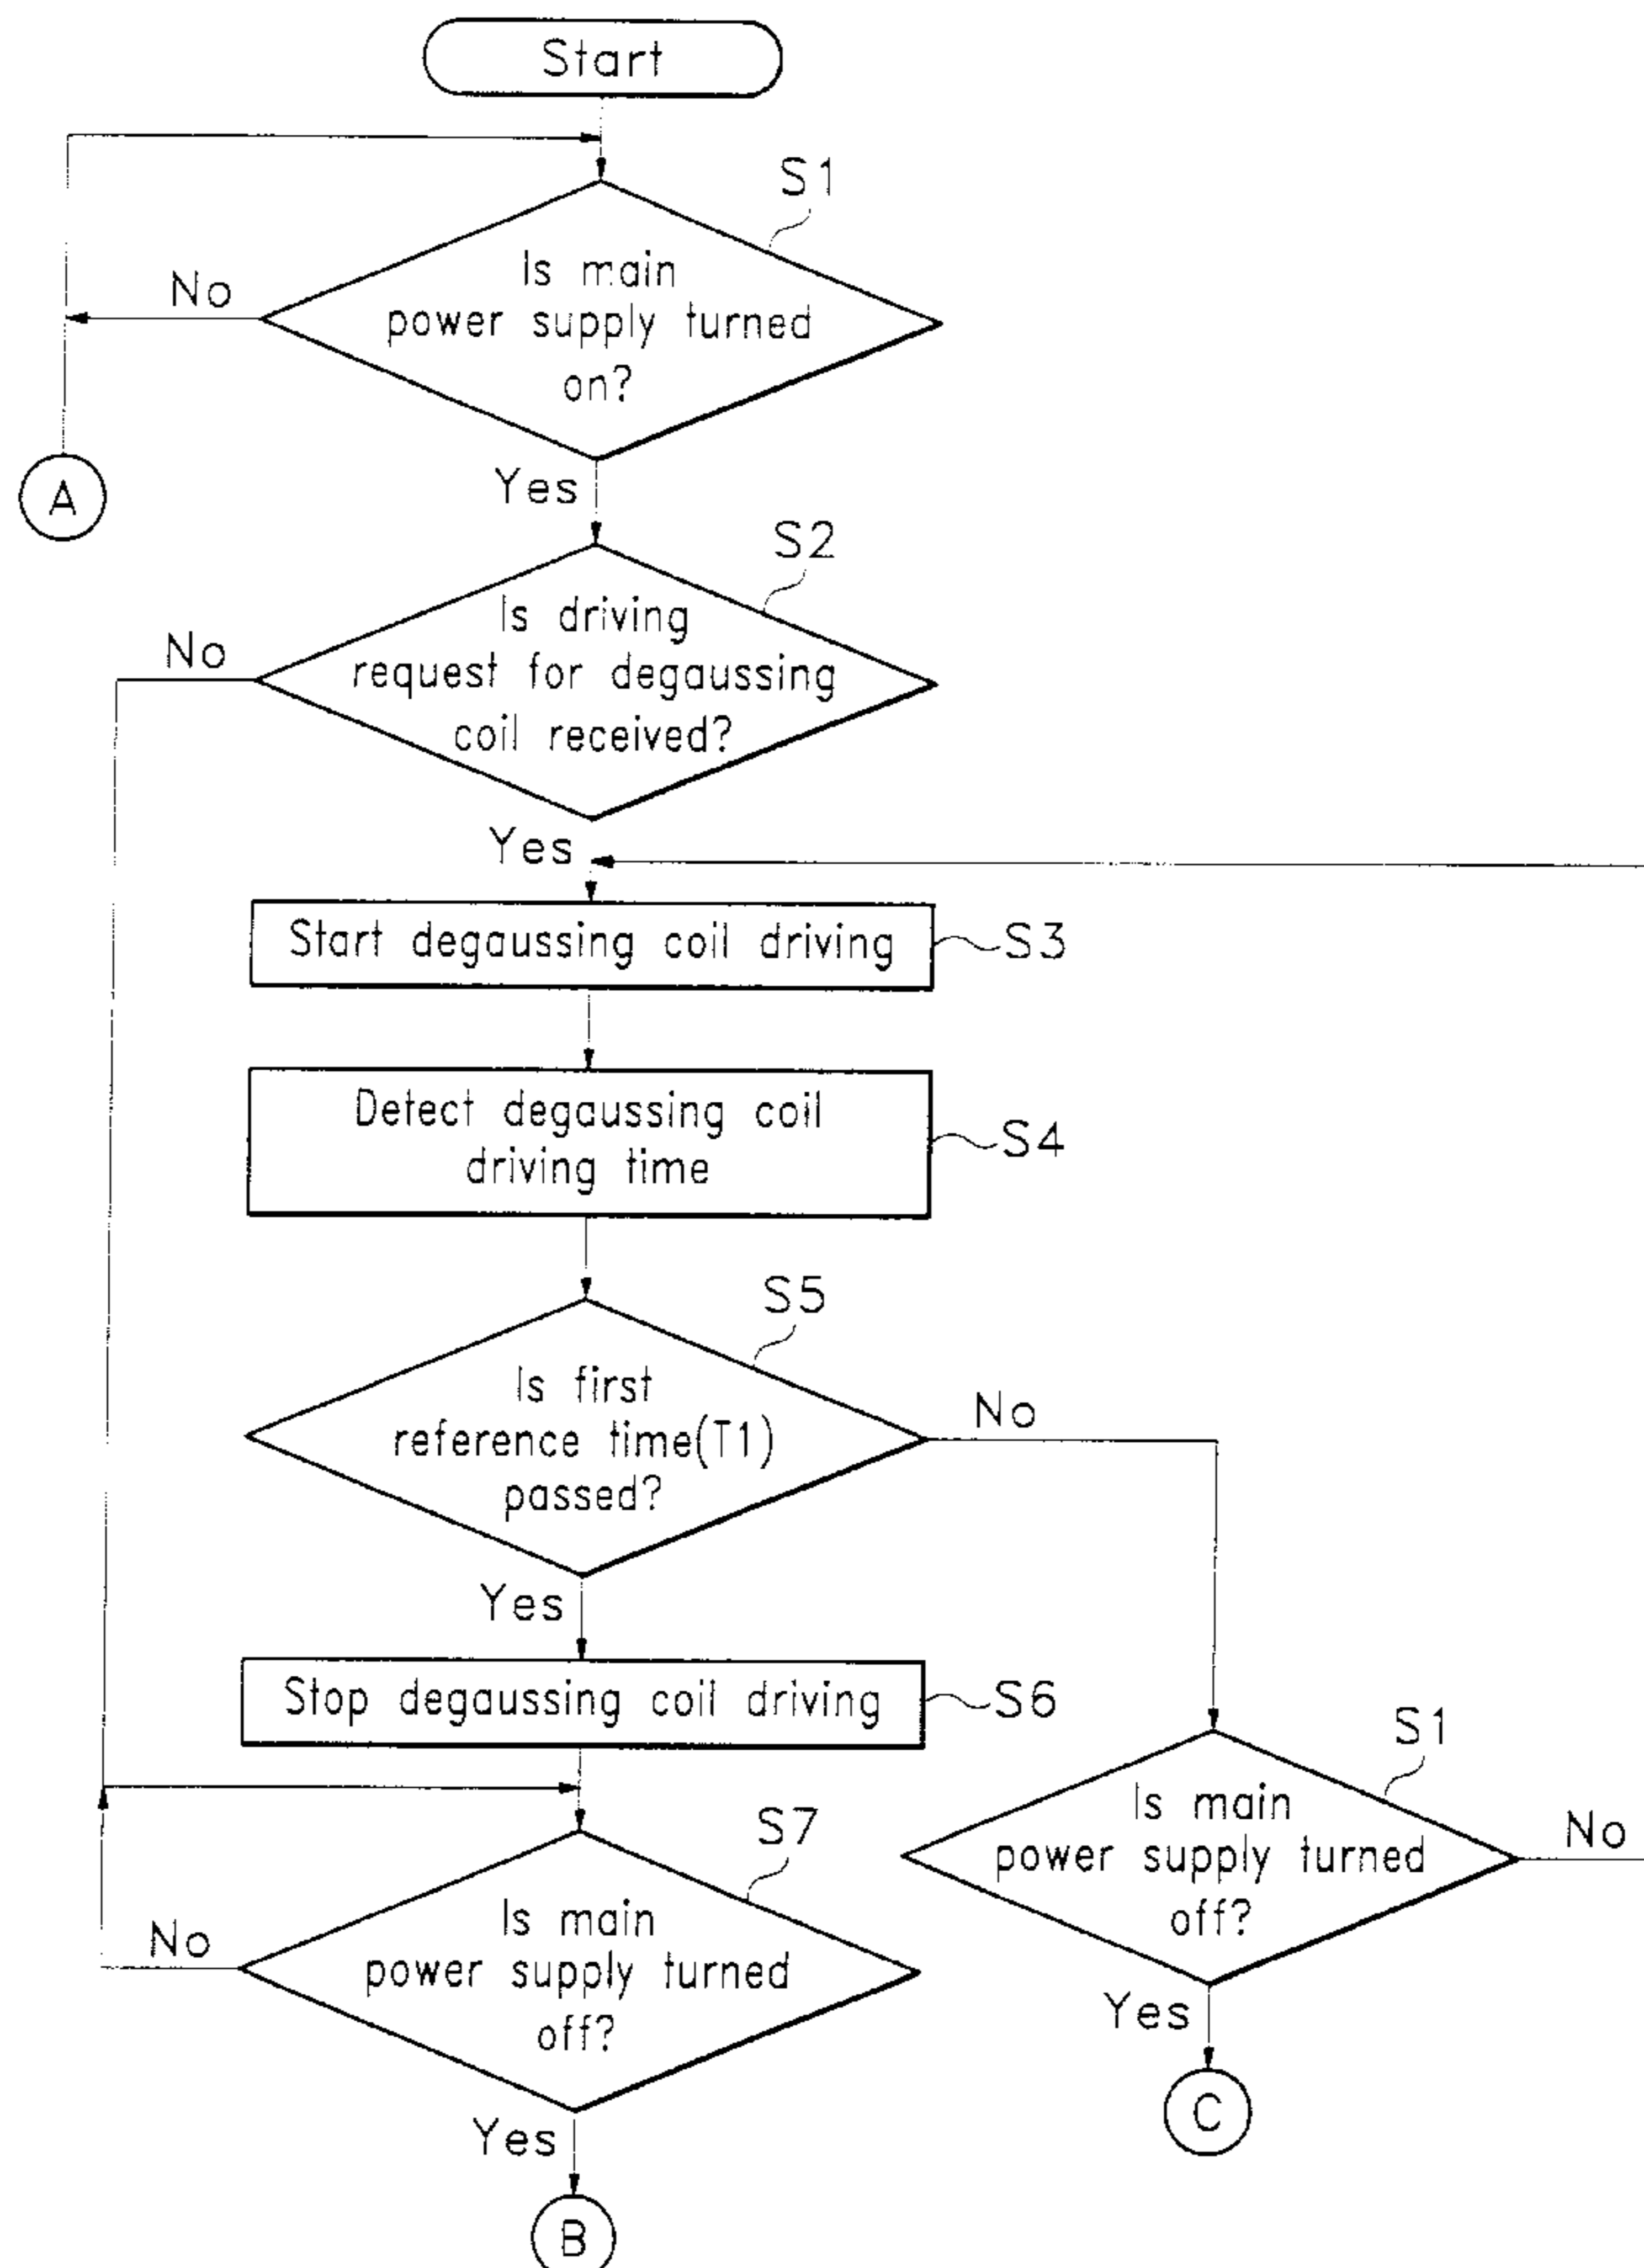 Start
S1
Is main
power supply turned
on?
No
Yes
A
S2
Is driving
request for degaussing
coil received?
No
Yes
Start degaussing coil driving
S3
Detect degaussing coil
driving time
S4
S5
Is first
reference time(T1)
passed?
No
Yes
Stop degaussing coil driving
S6
S1
Is main
power supply turned
off?
No
Yes
C
S7
Is main
power supply turned
off?
No
Yes
B